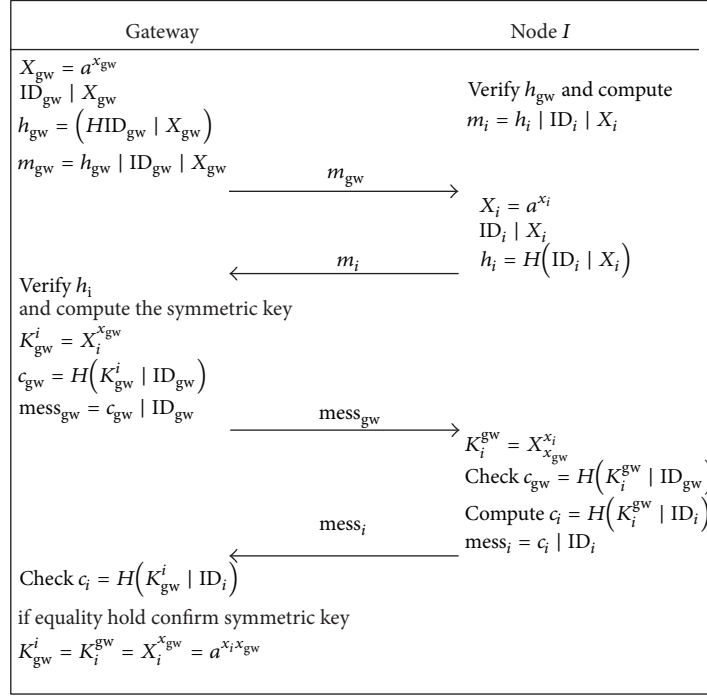 Gateway
Node I
X_gw = a^{x_gw}
ID_gw | X_gw
h_gw = (HID_gw | X_gw)
m_gw = h_gw | ID_gw | X_gw
Verify h_gw and compute
m_i = h_i | ID_i | X_i
m_gw
X_i = a^{x_i}
ID_i | X_i
h_i = H(ID_i | X_i)
m_i
Verify h_i
and compute the symmetric key
K_gw^i = X_i^{x_gw}
c_gw = H(K_gw^i | ID_gw)
mess_gw = c_gw | ID_gw
mess_gw
K_i^gw = X_{x_gw}^{x_i}
Check c_gw = H(K_i^gw | ID_gw)
Compute c_i = H(K_i^gw | ID_i)
mess_i = c_i | ID_i
mess_i
Check c_i = H(K_gw^i | ID_i)
if equality hold confirm symmetric key
K_gw^i = K_i^gw = X_i^{x_gw} = a^{x_i x_gw}